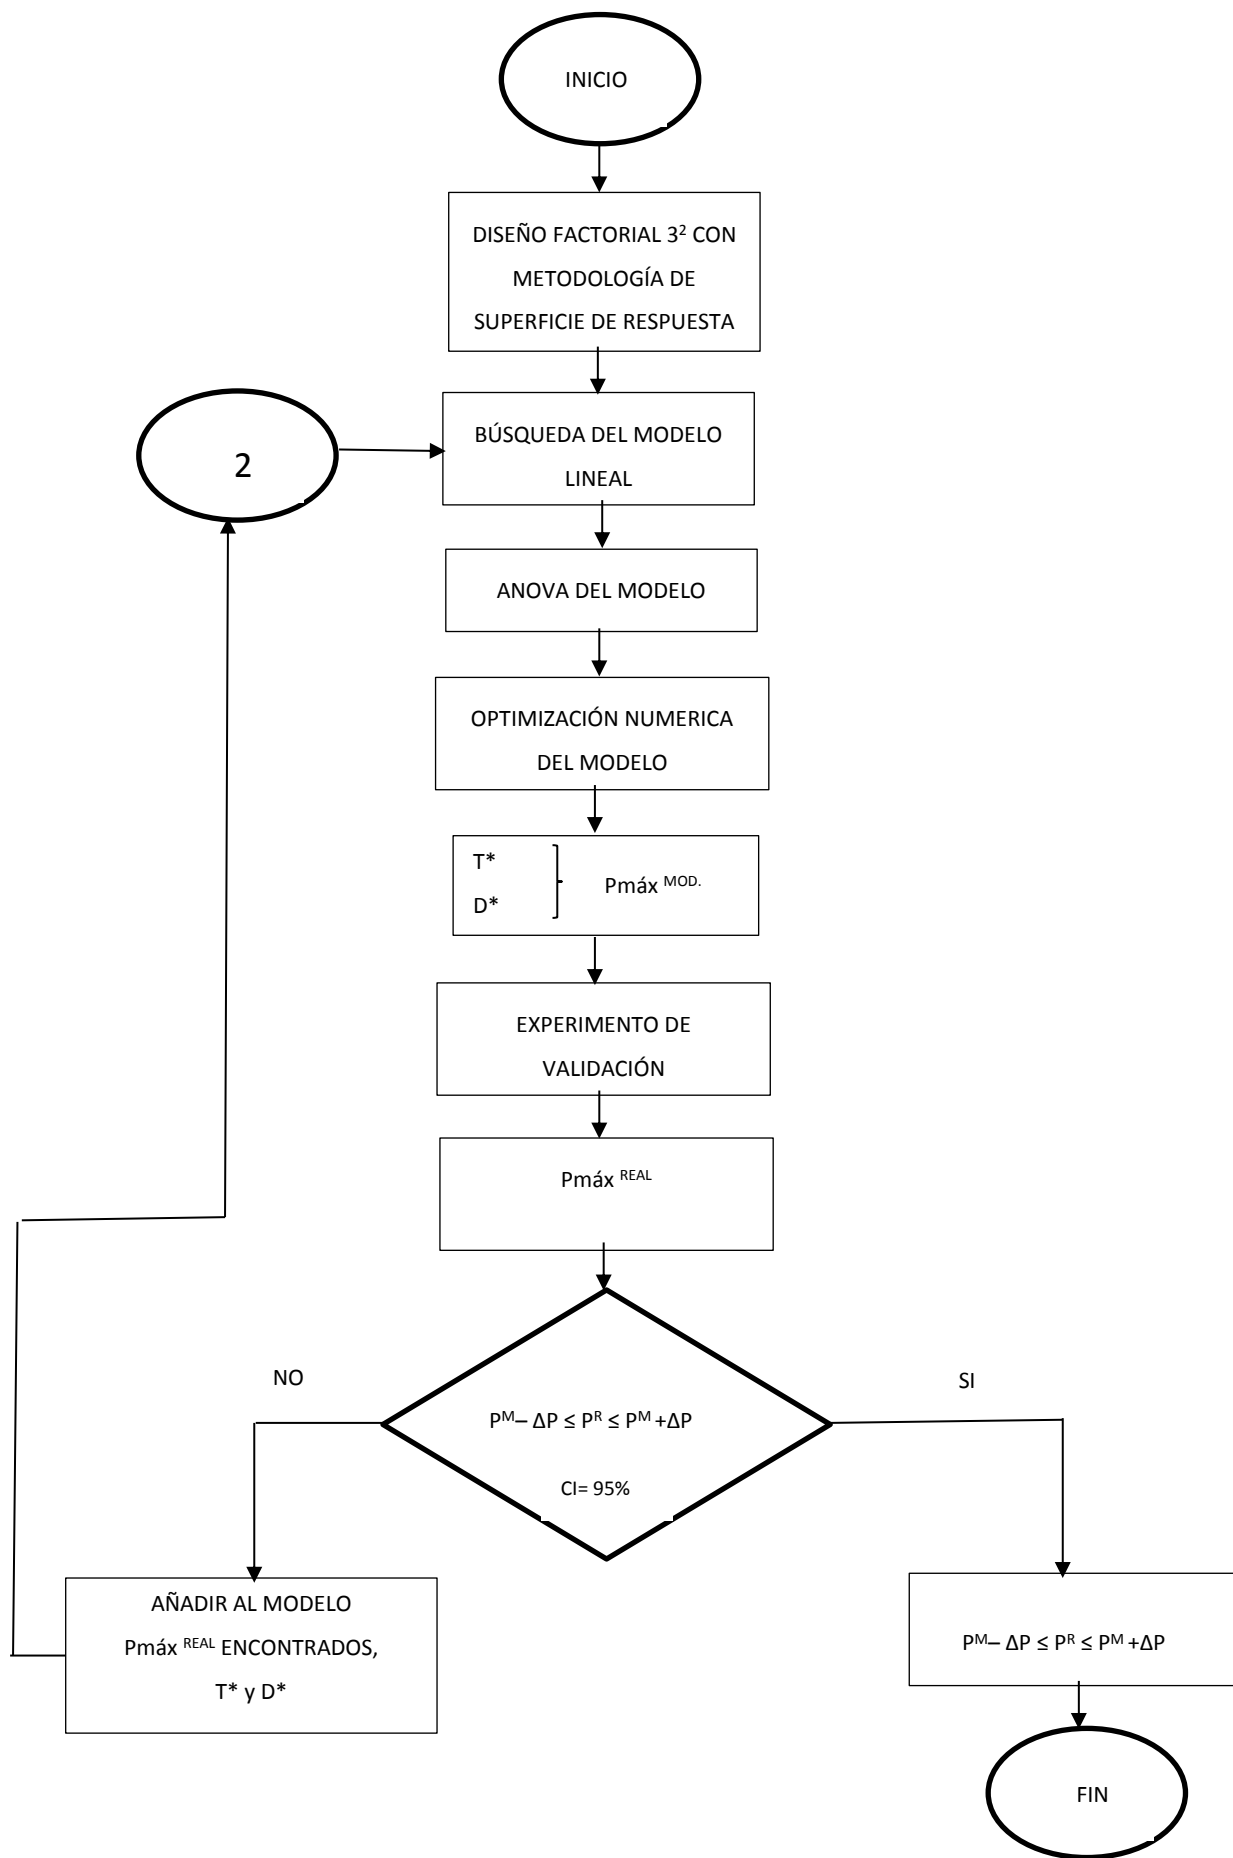 INICIO
DISEÑO FACTORIAL 3² CON
METODOLOGÍA DE
SUPERFICIE DE RESPUESTA
2
BÚSQUEDA DEL MODELO
LINEAL
ANOVA DEL MODELO
OPTIMIZACIÓN NUMERICA
DEL MODELO
T*
D*
Pmáx MOD.
EXPERIMENTO DE
VALIDACIÓN
Pmáx REAL
NO
SI
Pᴹ– ΔP ≤ Pᴿ ≤ Pᴹ +ΔP
CI= 95%
AÑADIR AL MODELO
Pmáx REAL ENCONTRADOS,
T* y D*
Pᴹ– ΔP ≤ Pᴿ ≤ Pᴹ +ΔP
FIN